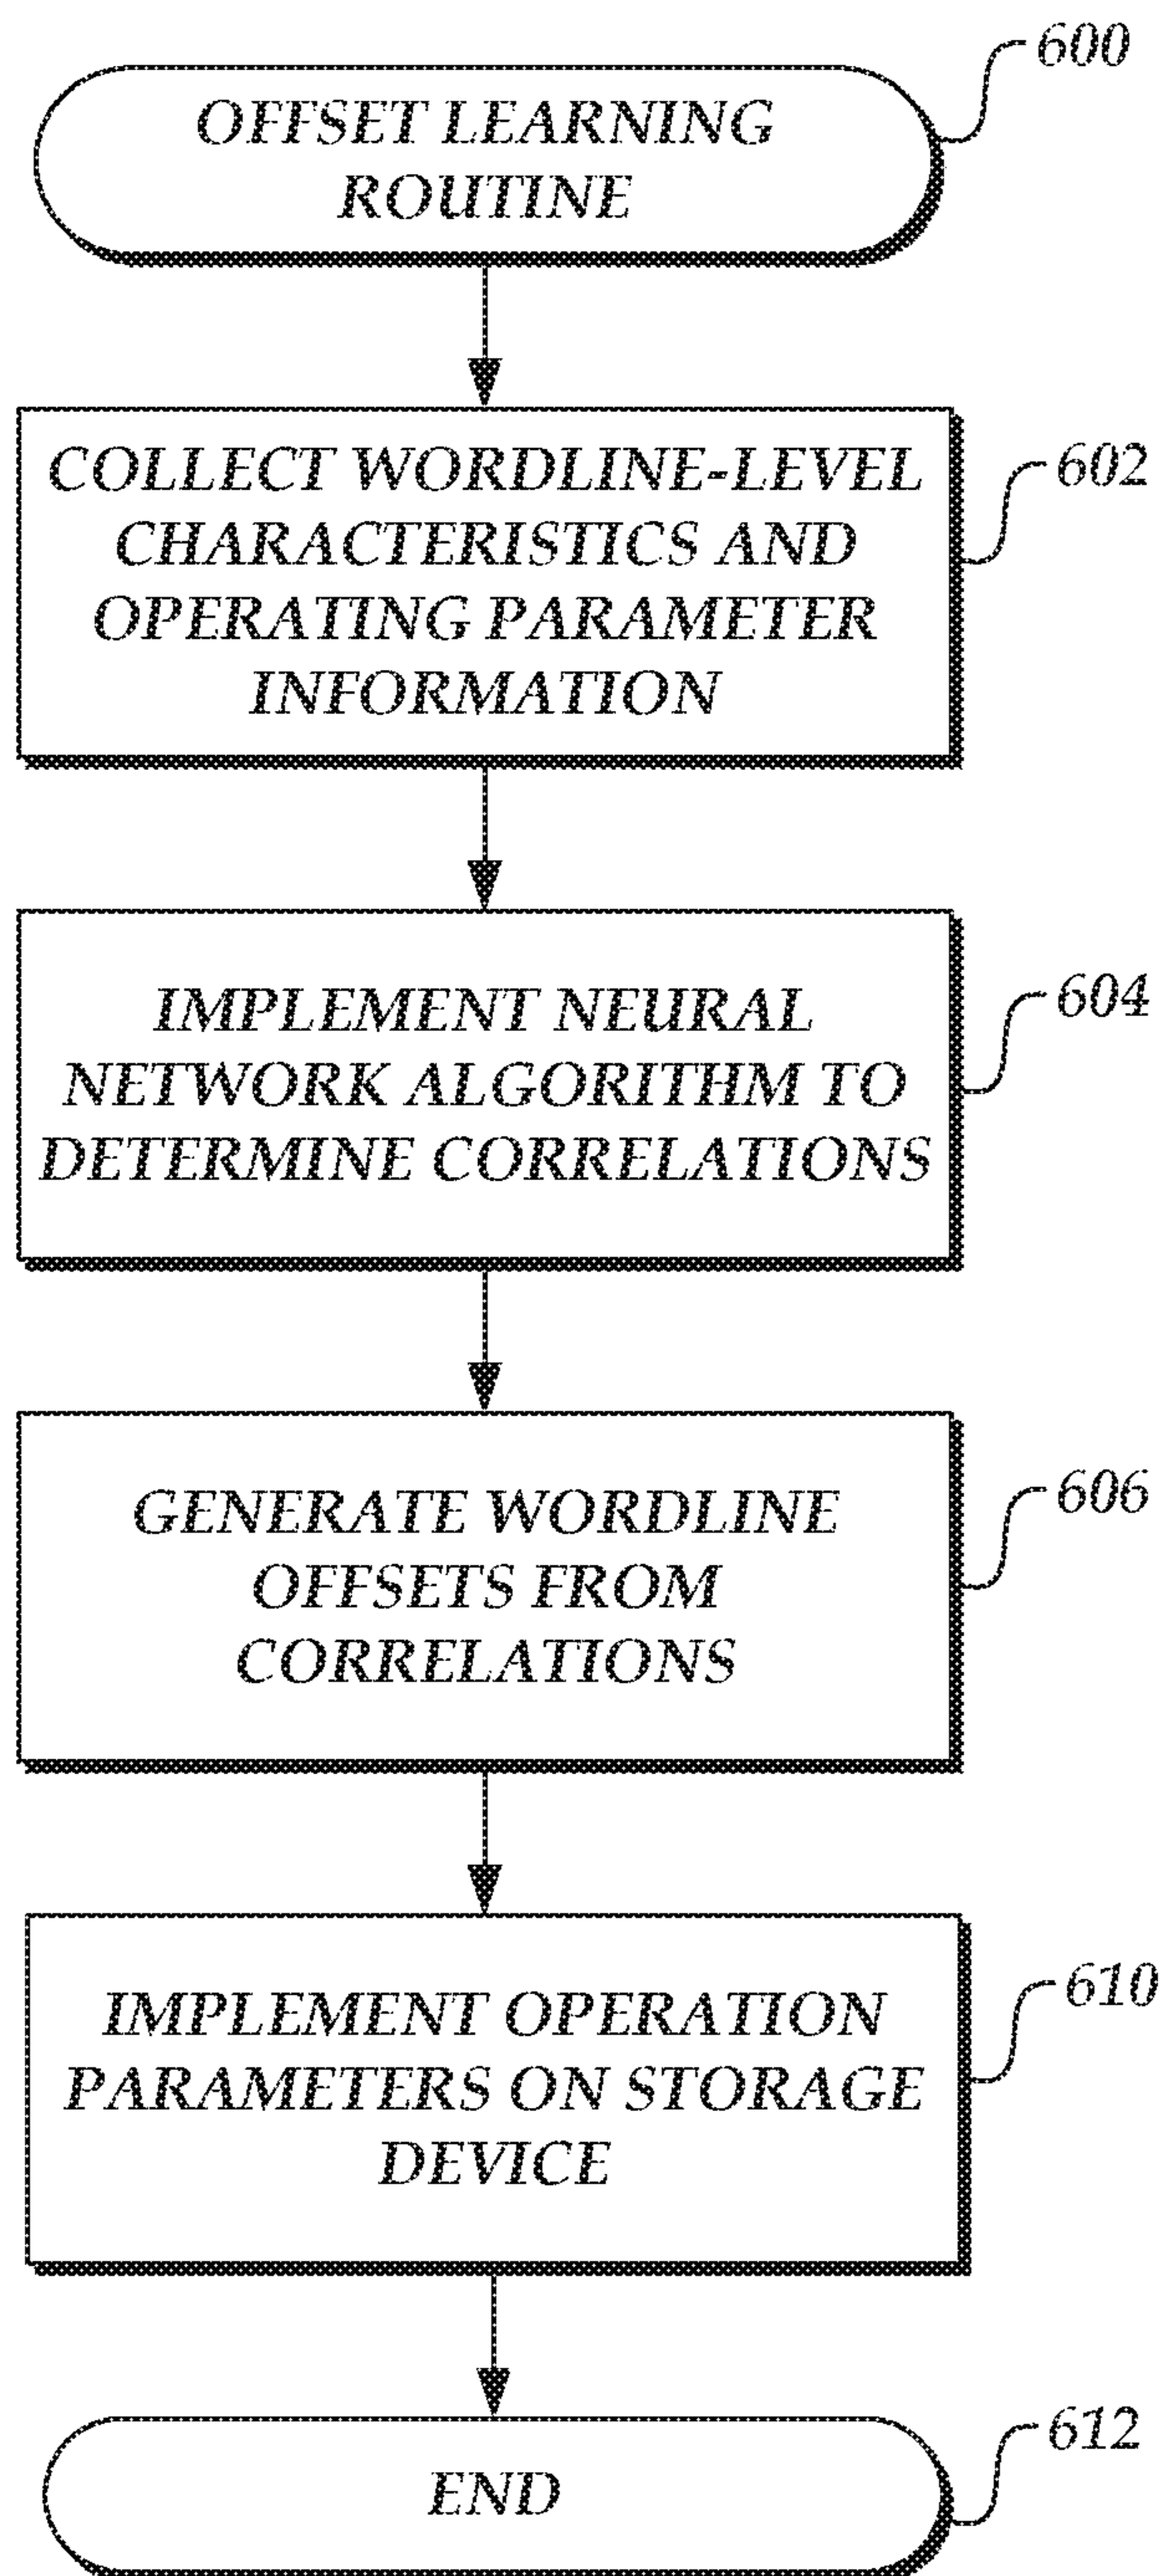 600
OFFSET LEARNING
ROUTINE
COLLECT WORDLINE-LEVEL
CHARACTERISTICS AND
OPERATING PARAMETER
INFORMATION
602
IMPLEMENT NEURAL
NETWORK ALGORITHM TO
DETERMINE CORRELATIONS
604
GENERATE WORDLINE
OFFSETS FROM
CORRELATIONS
606
IMPLEMENT OPERATION
PARAMETERS ON STORAGE
DEVICE
610
END
612